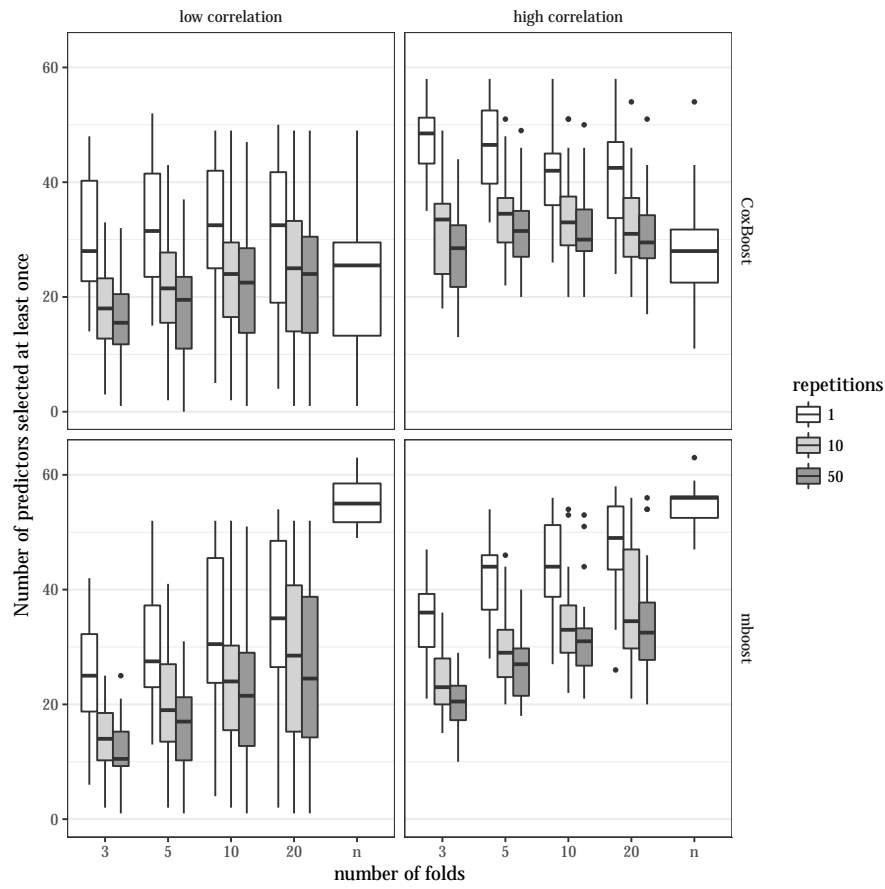 low correlation
high correlation
Number of predictors selected at least once
60
40
20
0
CoxBoost
60
40
20
0
mboost
3
5
10
20
n
3
5
10
20
n
number of folds
repetitions
1
10
50